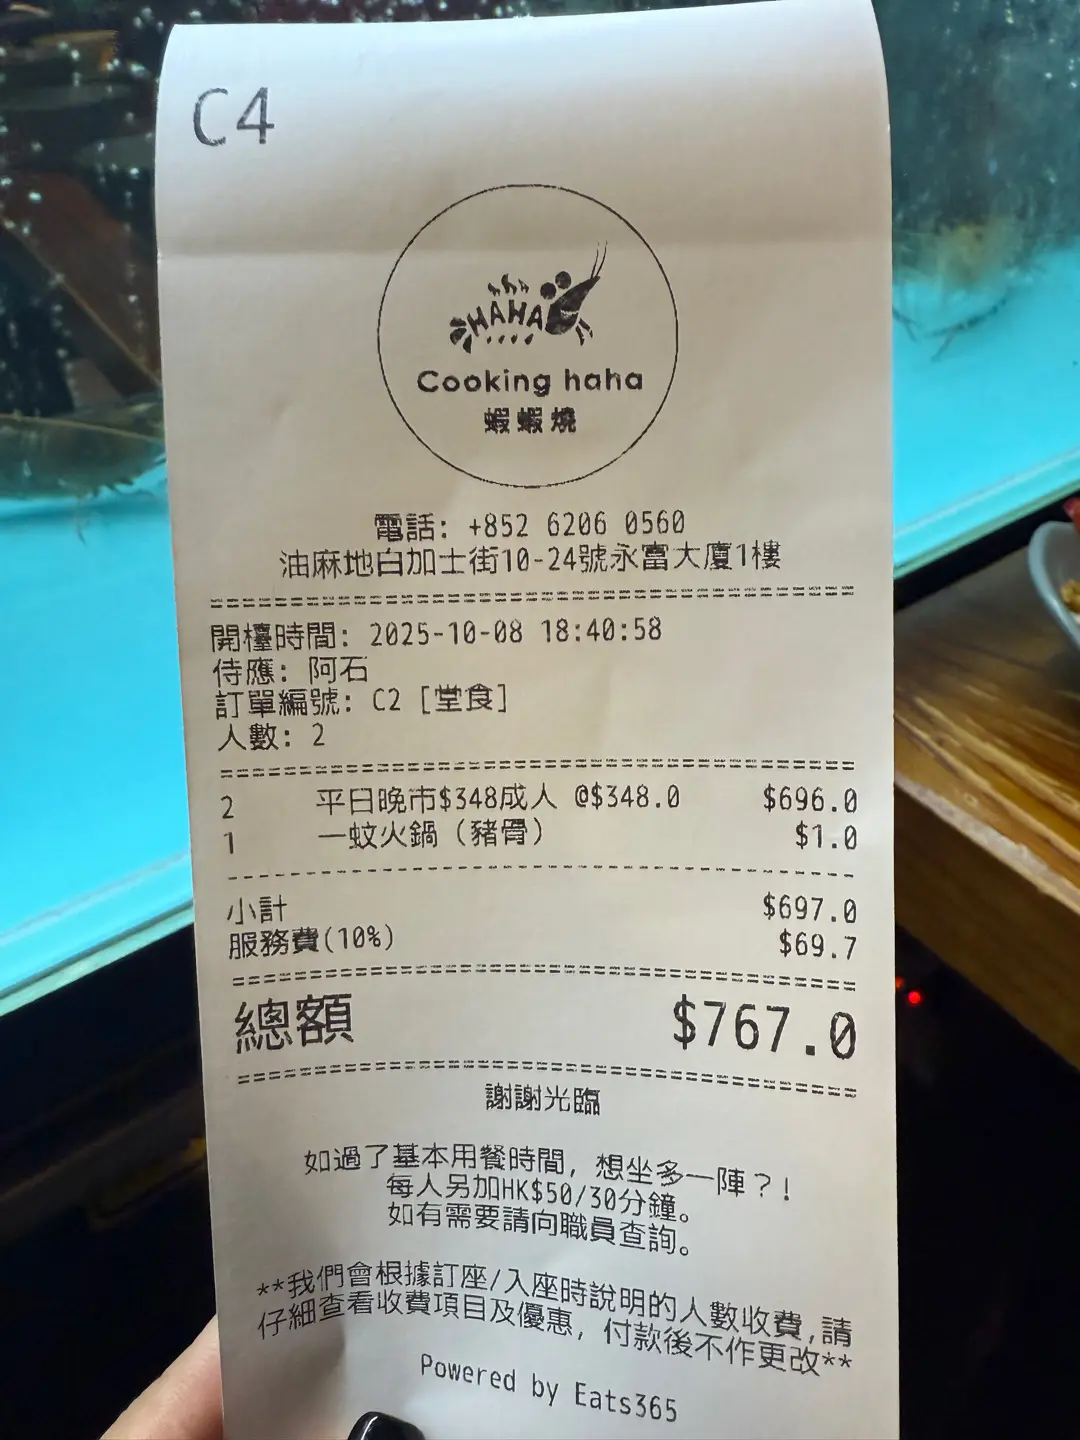 C4
HAHA
Cooking haha
蝦蝦燒
電話: +852 6206 0560
油麻地白加士街10-24號永富大廈1樓
開檯時間: 2025-10-08 18:40:58
侍應: 阿石
訂單編號: C2 [堂食]
人數: 2
2 平日晚市$348成人 @$348.0 $696.0
1 一蚊火鍋 (豬骨) $1.0
小計 $697.0
服務費(10%) $69.7
總額 $767.0
謝謝光臨
如過了基本用餐時間, 想坐多一陣？!
每人另加HK$50/30分鐘。
如有需要請向職員查詢。
**我們會根據訂座/入座時說明的人數收費,請
仔細查看收費項目及優惠, 付款後不作更改**
Powered by Eats365